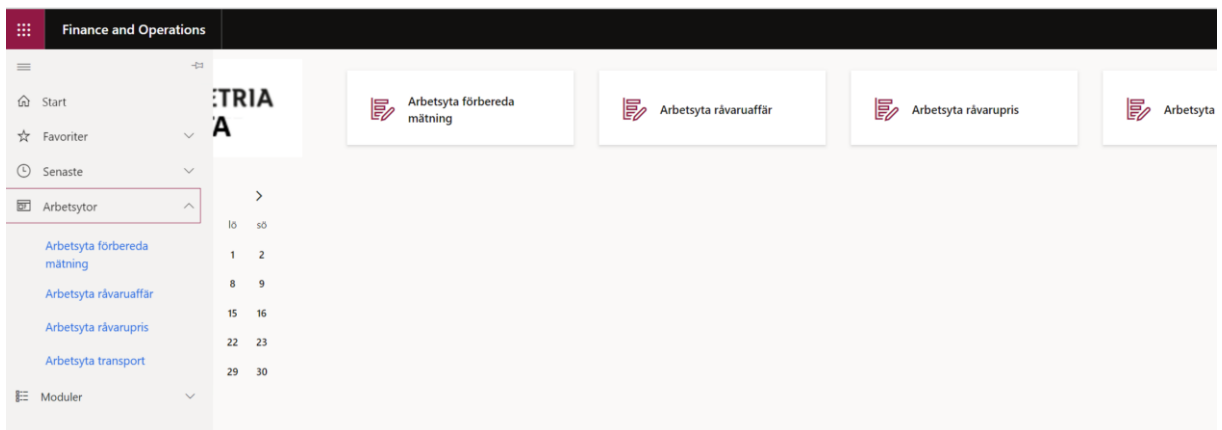 Finance and Operations
Start
Favoriter
Senaste
Arbetsytor
Arbetsyta förbereda
mätning
Arbetsyta råvaruaffär
Arbetsyta råvarupris
Arbetsyta transport
Moduler
ETRIA
A
lö sö
1 2
8 9
15 16
22 23
29 30
Arbetsyta förbereda
mätning
Arbetsyta råvaruaffär
Arbetsyta råvarupris
Arbetsyta